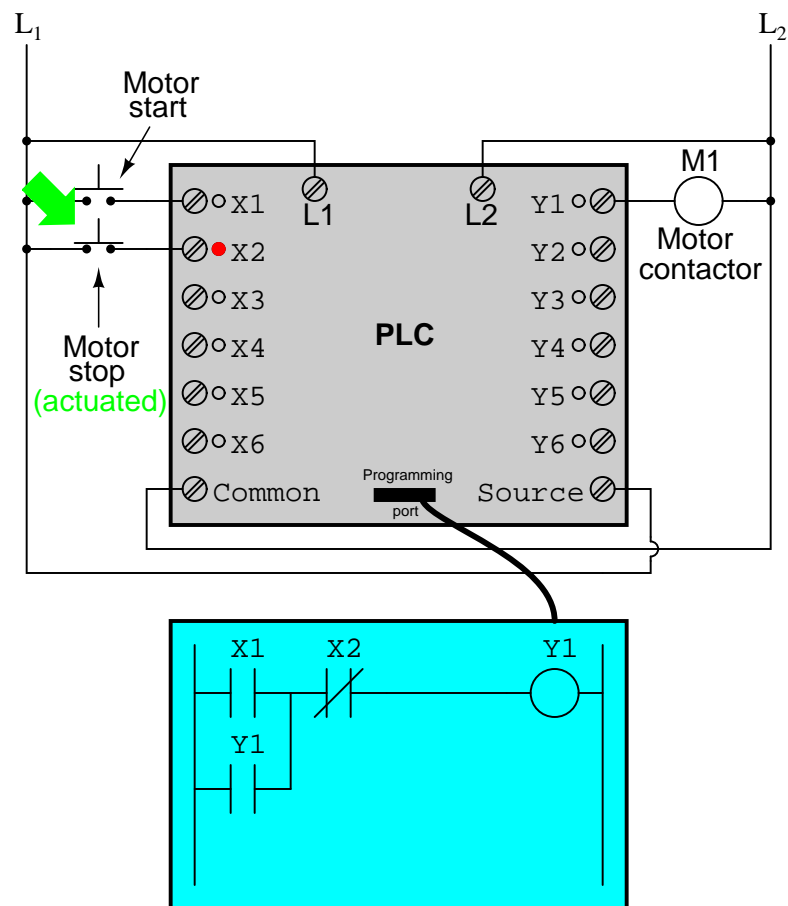 L1 L2
Motor
start
M1
X1 L1 L2 Y1
Motor
contactor
X2 Y2
X3 Y3
PLC
Motor
stop
(actuated)
X4 Y4
X5 Y5
X6 Y6
Common Programming
port Source
X1 X2 Y1
Y1